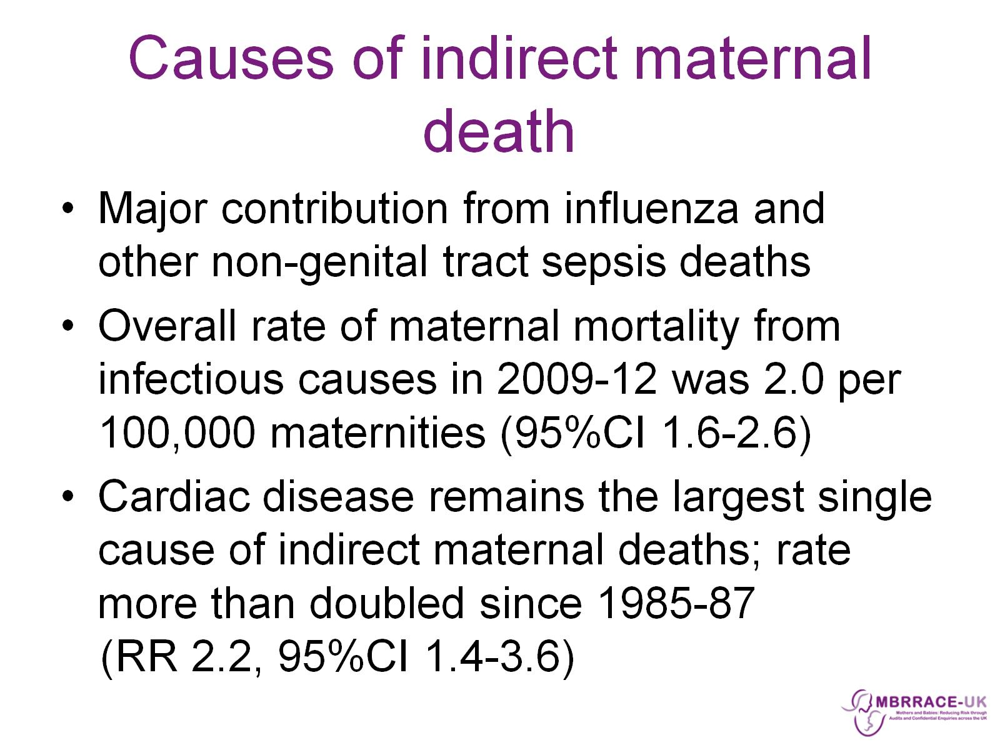 Causes of indirect maternal
death
• Major contribution from influenza and
other non-genital tract sepsis deaths
• Overall rate of maternal mortality from
infectious causes in 2009-12 was 2.0 per
100,000 maternities (95%CI 1.6-2.6)
• Cardiac disease remains the largest single
cause of indirect maternal deaths; rate
more than doubled since 1985-87
(RR 2.2, 95%CI 1.4-3.6)
MBRRACE-UK
Mothers and Babies: Reducing Risk through
Audits and Confidential Enquiries across the UK